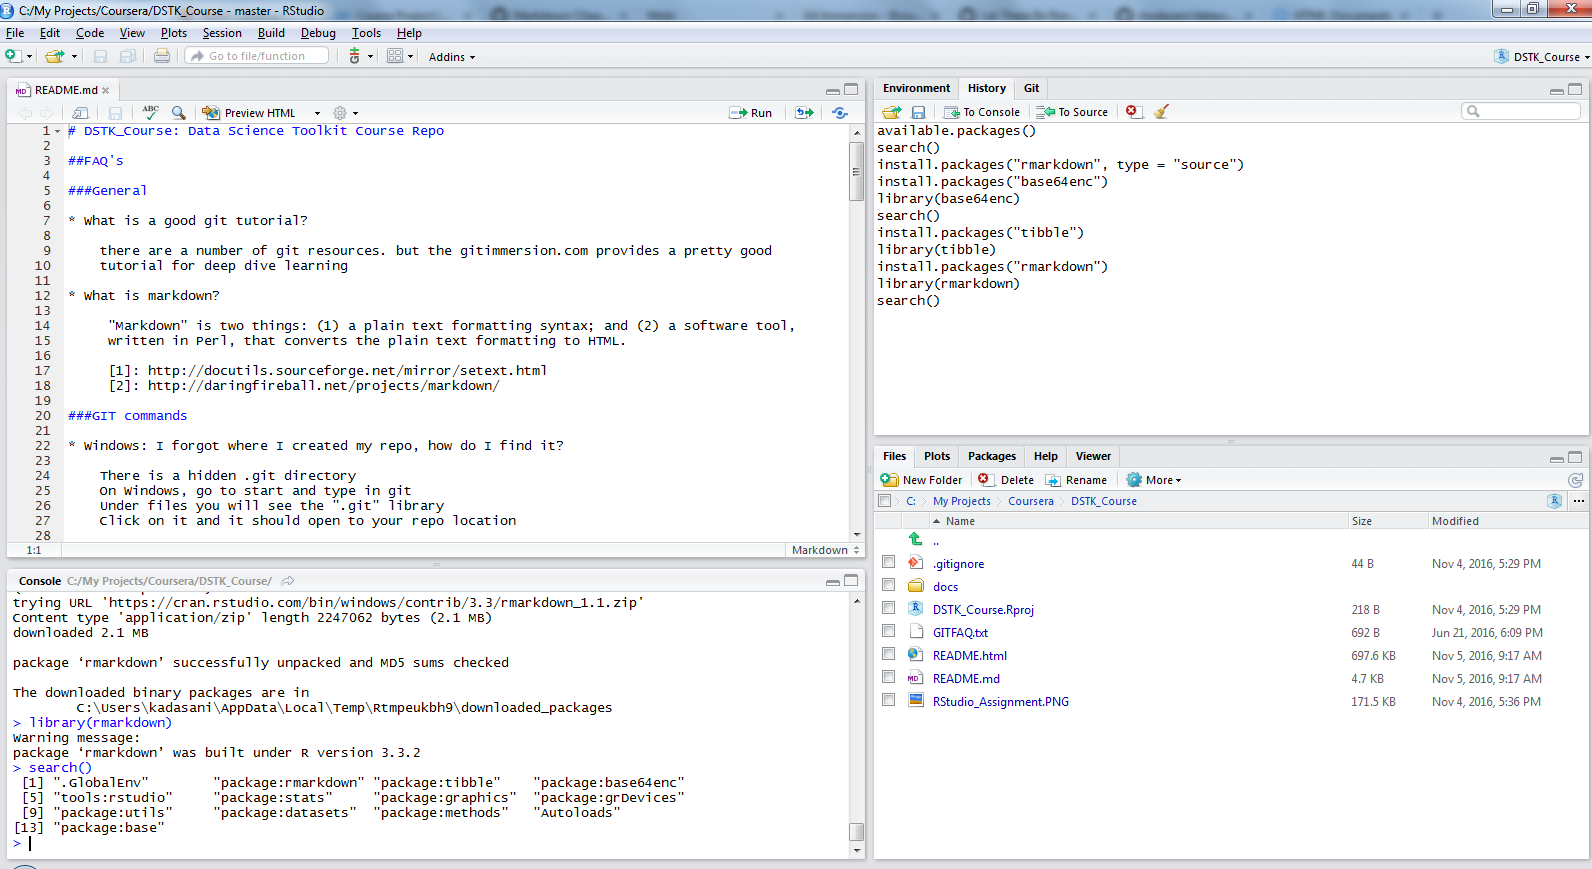 C:/My Projects/Coursera/DSTK_Course - master - RStudio
File Edit Code View Plots Session Build Debug Tools Help
Go to file/function Addins DSTK_Course
README.md
ABC Preview HTML Run
1 # DSTK_Course: Data Science Toolkit Course Repo
2
3 ##FAQ's
4
5 ###General
6
7 * What is a good git tutorial?
8
9 there are a number of git resources. but the gitimmersion.com provides a pretty good
10 tutorial for deep dive learning
11
12 * What is markdown?
13
14 "Markdown" is two things: (1) a plain text formatting syntax; and (2) a software tool,
15 written in Perl, that converts the plain text formatting to HTML.
16
17 [1]: http://docutils.sourceforge.net/mirror/setext.html
18 [2]: http://daringfireball.net/projects/markdown/
19
20 ###GIT commands
21
22 * Windows: I forgot where I created my repo, how do I find it?
23
24 There is a hidden .git directory
25 On Windows, go to start and type in git
26 Under files you will see the ".git" library
27 Click on it and it should open to your repo location
28
1:1 Markdown
Console C:/My Projects/Coursera/DSTK_Course/
trying URL 'https://cran.rstudio.com/bin/windows/contrib/3.3/rmarkdown_1.1.zip'
Content type 'application/zip' length 2247062 bytes (2.1 MB)
downloaded 2.1 MB
package ‘rmarkdown’ successfully unpacked and MD5 sums checked
The downloaded binary packages are in
C:\Users\kadasani\AppData\Local\Temp\Rtmpeukbh9\downloaded_packages
> library(rmarkdown)
Warning message:
package ‘rmarkdown’ was built under R version 3.3.2
> search()
[1] ".GlobalEnv" "package:rmarkdown" "package:tibble" "package:base64enc"
[5] "tools:rstudio" "package:stats" "package:graphics" "package:grDevices"
[9] "package:utils" "package:datasets" "package:methods" "Autoloads"
[13] "package:base"
>
Environment History Git
To Console To Source
available.packages()
search()
install.packages("rmarkdown", type = "source")
install.packages("base64enc")
library(base64enc)
search()
install.packages("tibble")
library(tibble)
install.packages("rmarkdown")
library(rmarkdown)
search()
Files Plots Packages Help Viewer
New Folder Delete Rename More
C: My Projects Coursera DSTK_Course ...
Name Size Modified
..
.gitignore 44 B Nov 4, 2016, 5:29 PM
docs
DSTK_Course.Rproj 218 B Nov 4, 2016, 5:29 PM
GITFAQ.txt 692 B Jun 21, 2016, 6:09 PM
README.html 697.6 KB Nov 5, 2016, 9:17 AM
README.md 4.7 KB Nov 5, 2016, 9:17 AM
RStudio_Assignment.PNG 171.5 KB Nov 4, 2016, 5:36 PM